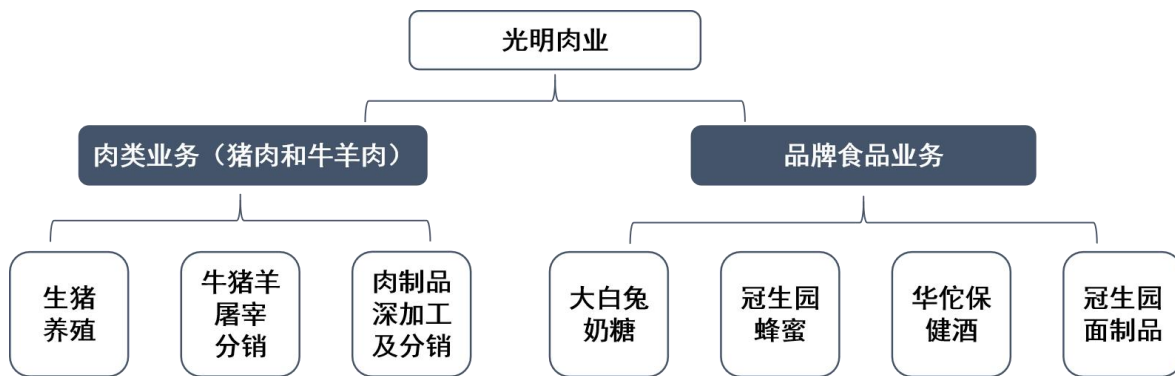 光明肉业
肉类业务（猪肉和牛羊肉）
品牌食品业务
生猪
养殖
牛猪羊
屠宰
分销
肉制品
深加工
及分销
大白兔
奶糖
冠生园
蜂蜜
华佗保
健酒
冠生园
面制品